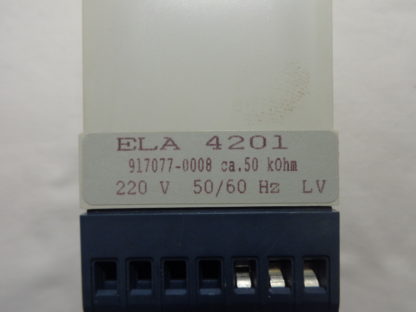 ELA 4201
917077-0008 ca.50 kOhm
220 V 50/60 Hz LV